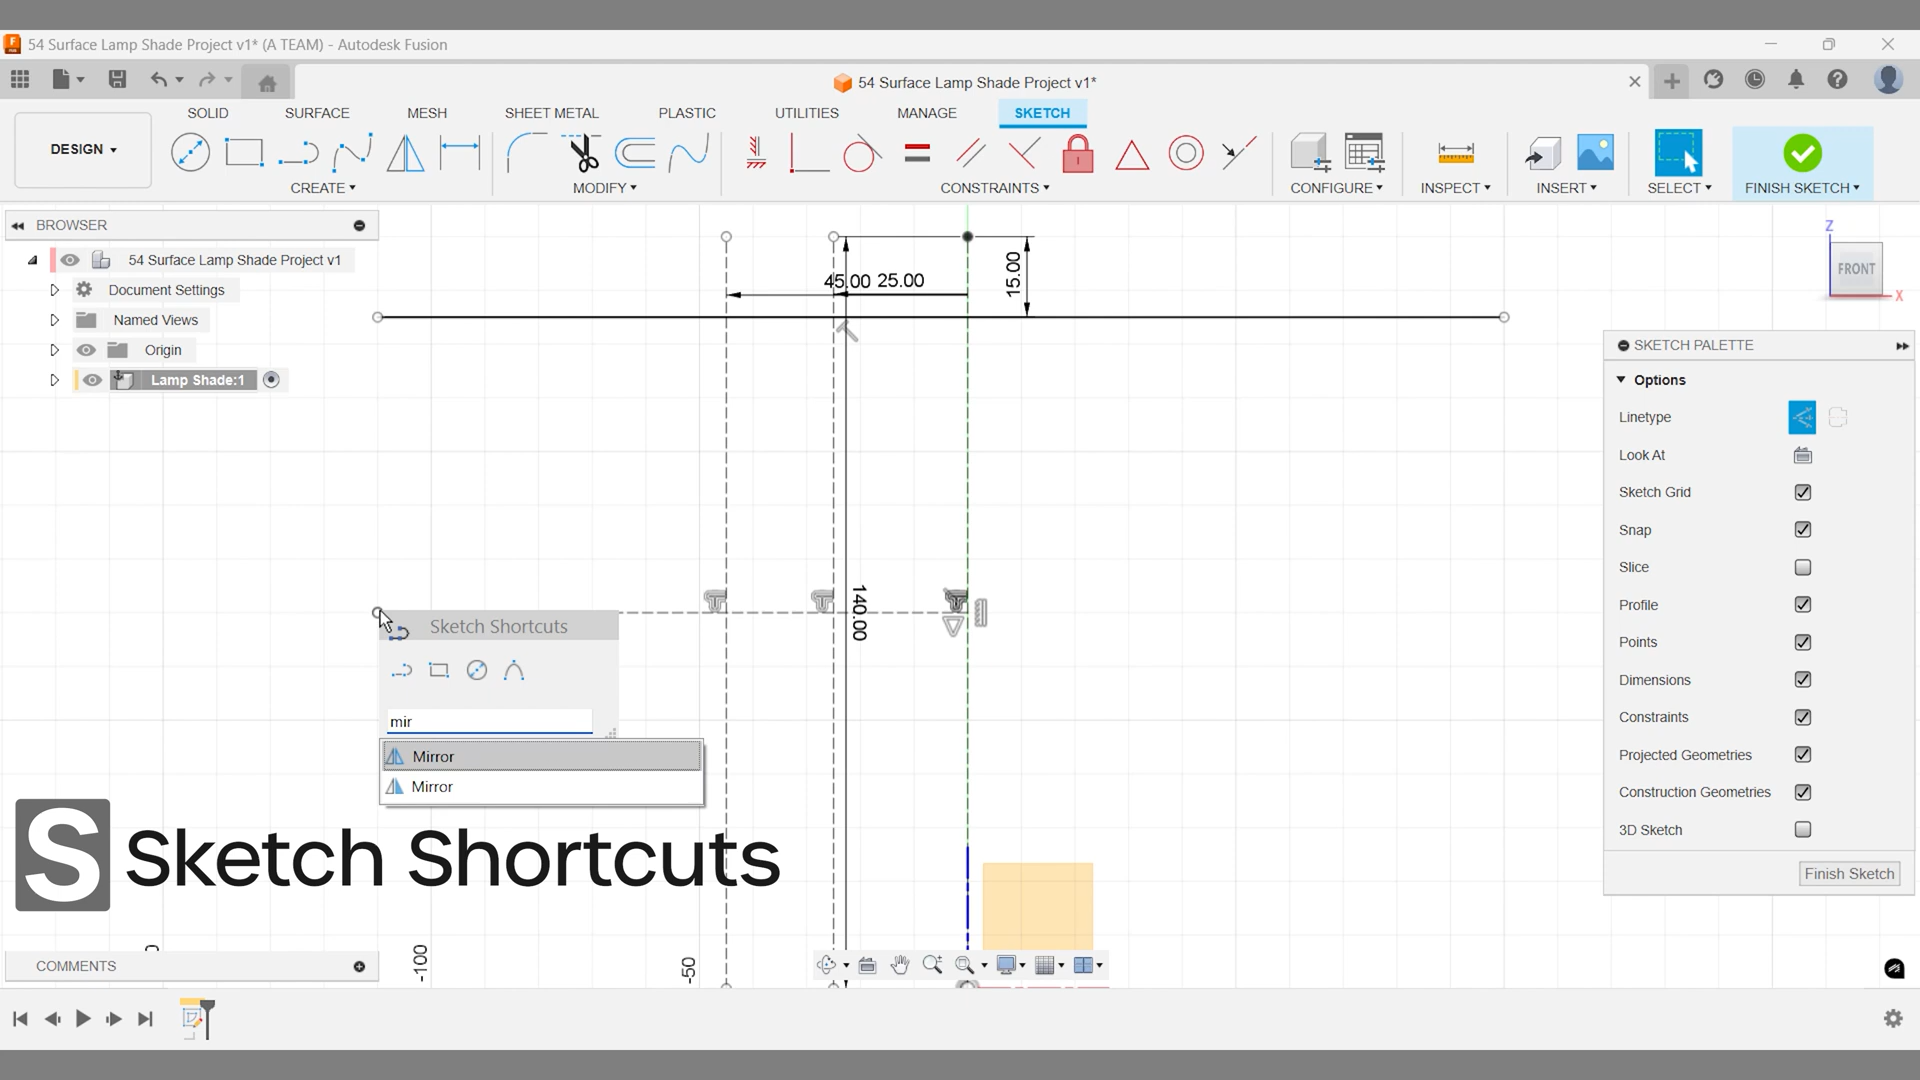 54 Surface Lamp Shade Project v1* (A TEAM) - Autodesk Fusion
54 Surface Lamp Shade Project v1*
SOLID SURFACE MESH SHEET METAL PLASTIC UTILITIES MANAGE SKETCH
DESIGN
CREATE MODIFY CONSTRAINTS CONFIGURE INSPECT INSERT SELECT FINISH SKETCH
BROWSER
54 Surface Lamp Shade Project v1
Document Settings
Named Views
Origin
Lamp Shade:1
45.00 25.00
15.00
140.00
Z
FRONT
X
SKETCH PALETTE
Options
Linetype
Look At
Sketch Grid
Snap
Slice
Profile
Points
Dimensions
Constraints
Projected Geometries
Construction Geometries
3D Sketch
Finish Sketch
Sketch Shortcuts
mir
Mirror
Mirror
S Sketch Shortcuts
-100
-50
COMMENTS